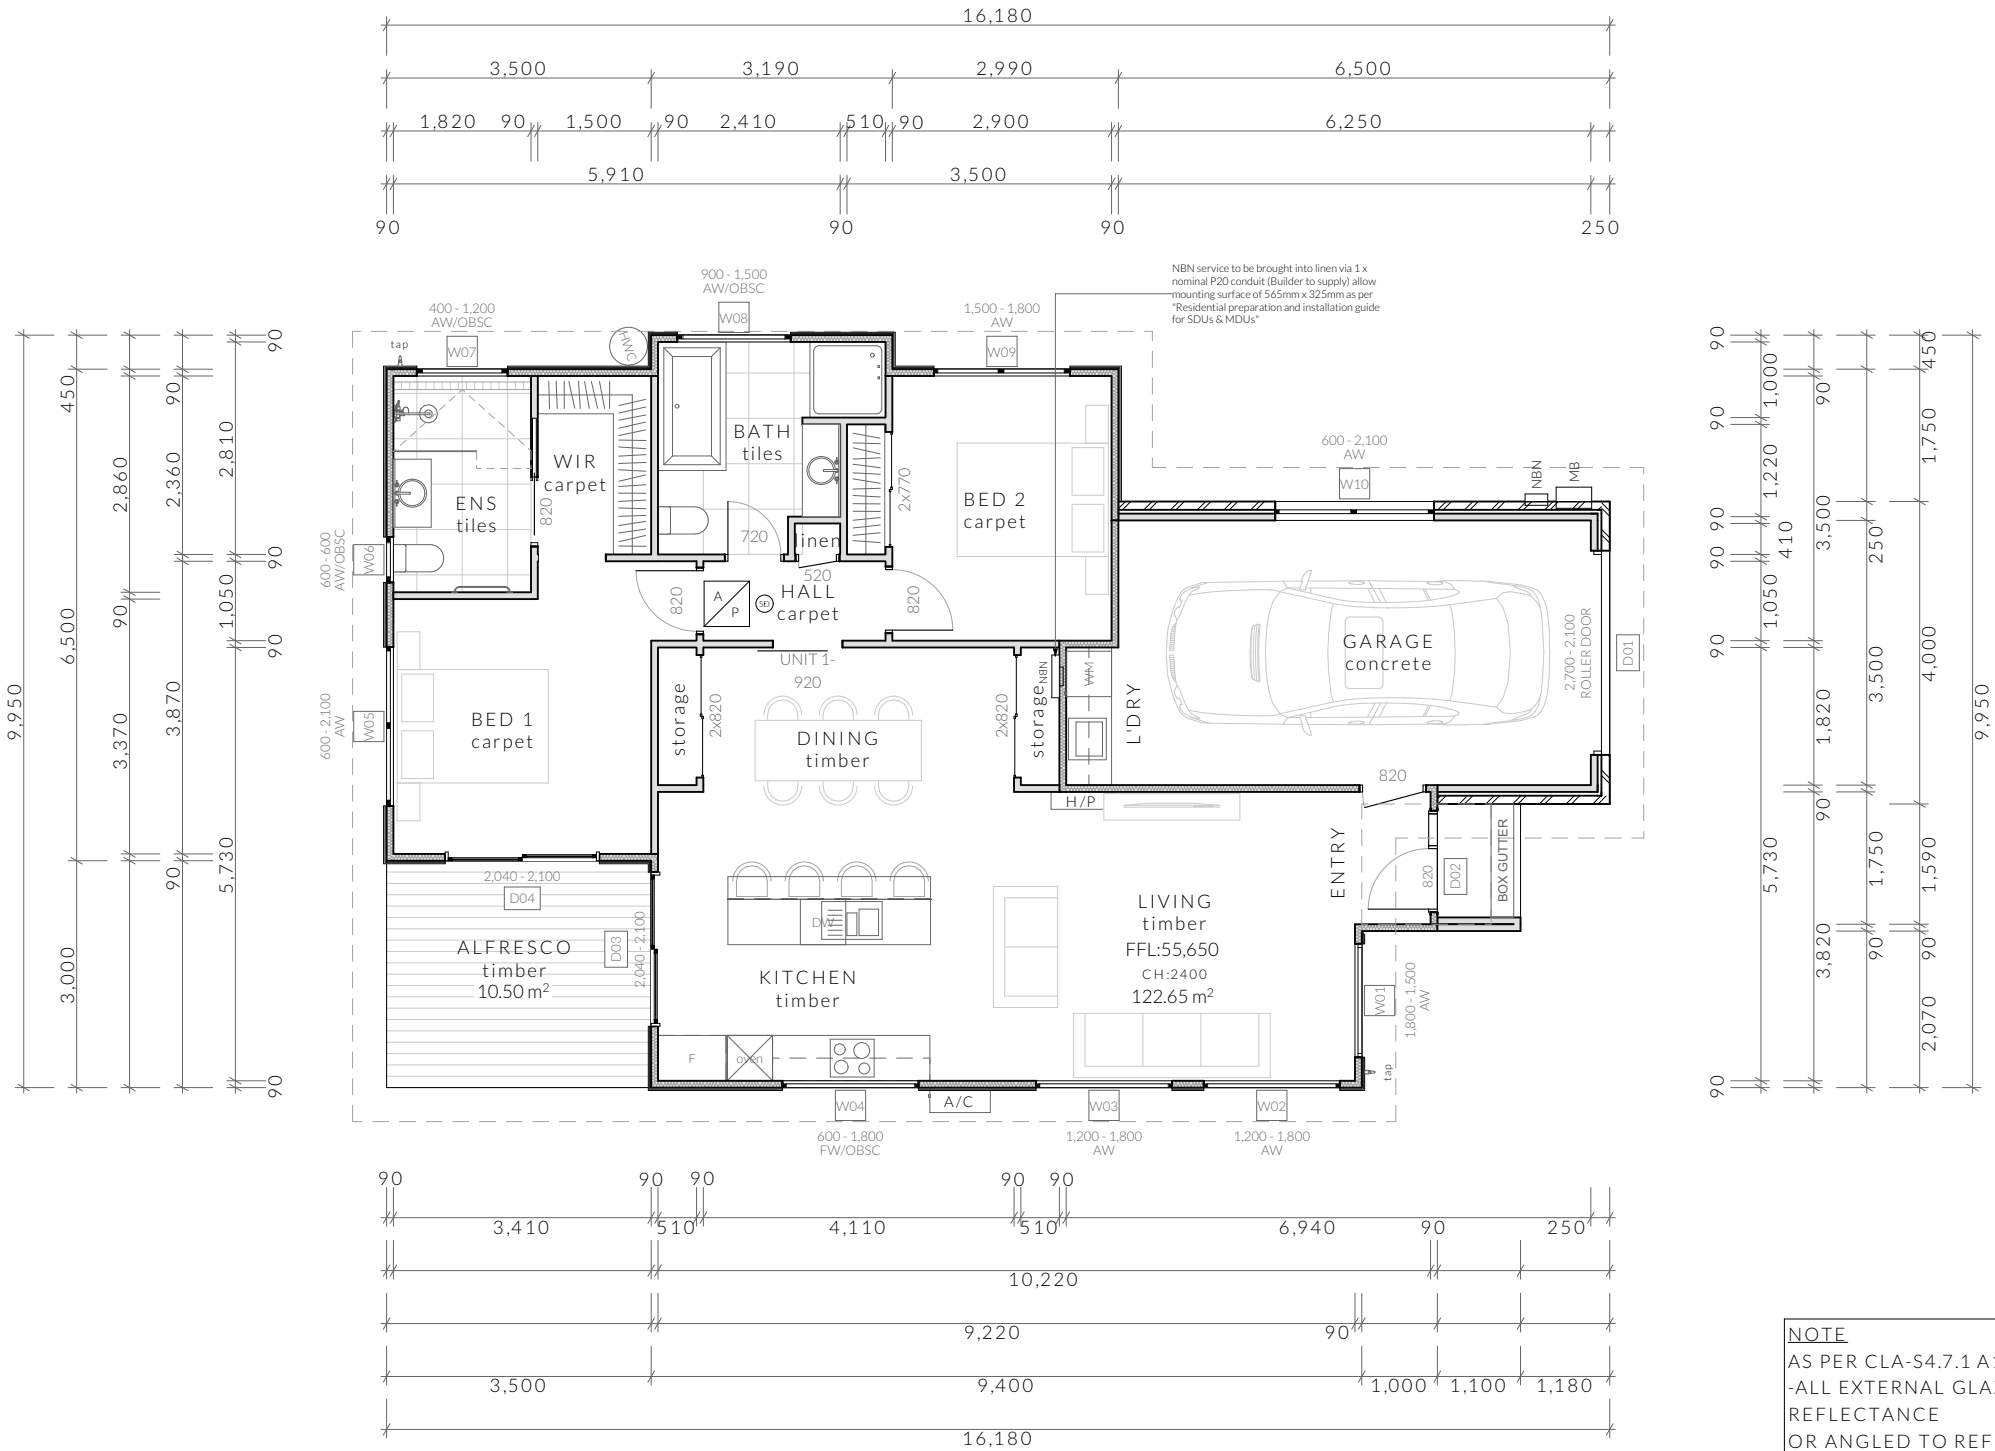 16,180
3,500 3,190 2,990 6,500
1,820 90 1,500 90 2,410 510 90 2,900 6,250
5,910 3,500
90 90 90 250
NBN service to be brought into linen via 1 x
nominal P20 conduit (Builder to supply) allow
mounting surface of 565mm x 325mm as per
"Residential preparation and installation guide
for SDUs & MDUs"
900 - 1,500
AW/OBSC
W08
400 - 1,200
AW/OBSC
W07
tap
HWC
1,500 - 1,800
AW
W09
600 - 2,100
AW
W10
NBN
MB
9,950
450
6,500
3,000
2,860
90
3,370
90
2,360
90
3,870
90
90
2,810
90
1,050
90
5,730
90
600 - 600
AW/OBSC
W06
600 - 2,100
AW
W05
ENS
tiles
WIR
carpet
820
BATH
tiles
720
linen
520
2x770
BED 2
carpet
820
A
P
SD
HALL
carpet
820
UNIT 1-
920
GARAGE
concrete
2,700 - 2,100
ROLLER DOOR
D01
BED 1
carpet
storage
2x820
DINING
timber
2x820
storage
NBN
WM
L'DRY
820
H/P
ENTRY
820
D02
BOX GUTTER
2,040 - 2,100
D04
D03
2,040 - 2,100
ALFRESCO
timber
10.50 m²
DW
KITCHEN
timber
F
oven
LIVING
timber
FFL:55,650
CH:2400
122.65 m²
W01
1,800 - 1,500
AW
tap
W04
600 - 1,800
FW/OBSC
A/C
W03
1,200 - 1,800
AW
W02
1,200 - 1,800
AW
90
1,000
90
1,220
90
410
90
1,050
90
5,730
90
90
3,500
1,820
90
3,820
250
3,500
1,750
90
450
1,750
4,000
1,590
90
2,070
9,950
90 90 90 90 90
3,410 510 4,110 510 6,940 90 250
10,220
9,220 90
3,500 9,400 1,000 1,100 1,180
16,180
NOTE
AS PER CLA-S4.7.1
-ALL EXTERNAL
REFLECTANCE
OR ANGLED TO